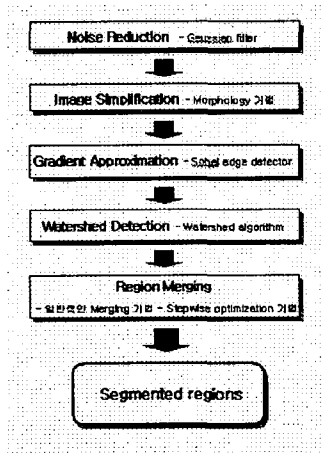 Noise Reduction - Gaussian filter
Image Simplification - Morphology 기법
Gradient Approximation - Sobel edge detector
Watershed Detection - Watershed algorithm
Region Merging
- 일반적인 Merging 기법 - Stepwise optimization 기법
Segmented regions